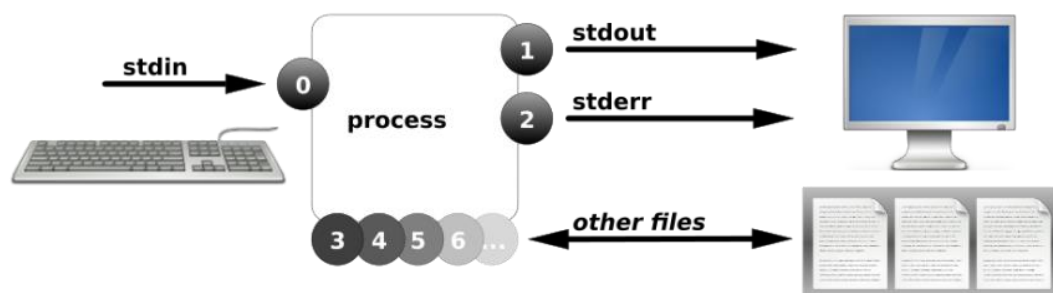 stdin
0
process
1
stdout
2
stderr
3 4 5 6 ...
other files